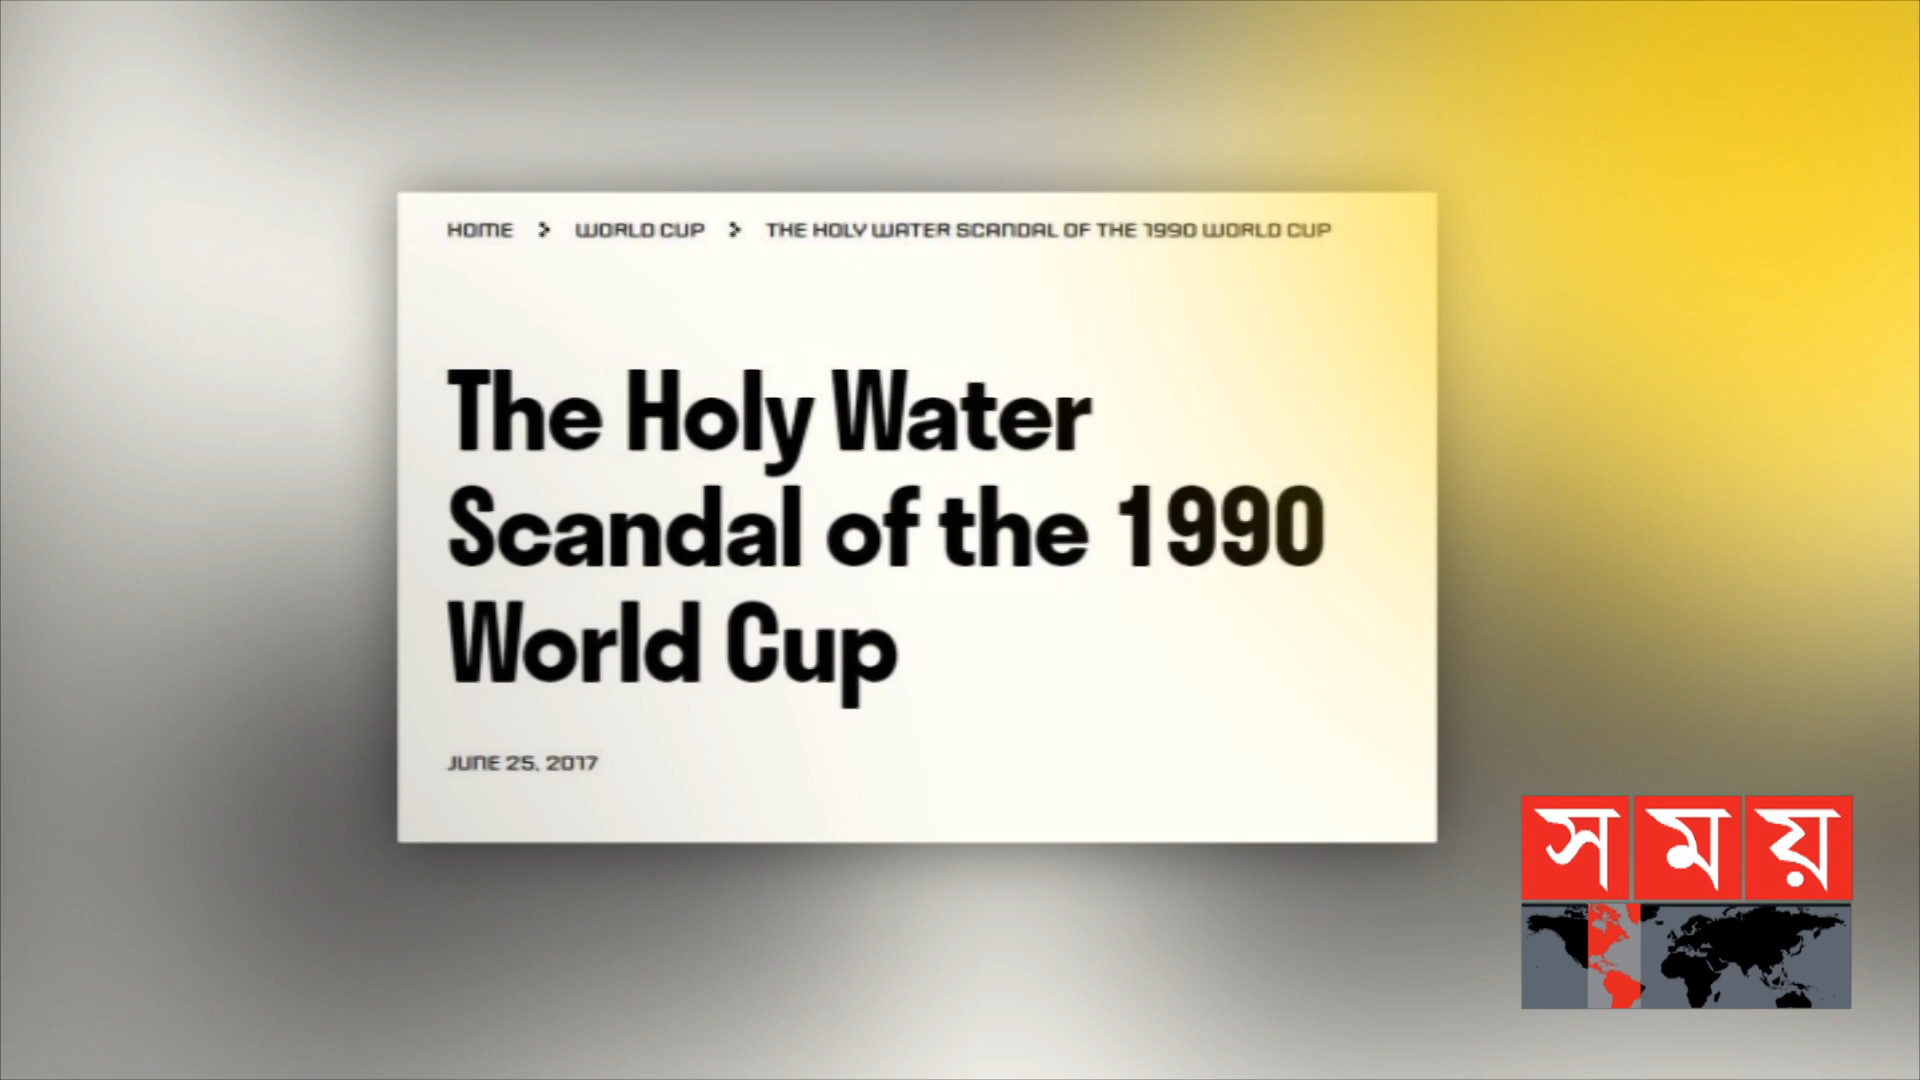 HOME > WORLD CUP > THE HOLY WATER SCANDAL OF THE 1990 WORLD CUP
The Holy Water
Scandal of the 1990
World Cup
JUNE 25, 2017
সময়